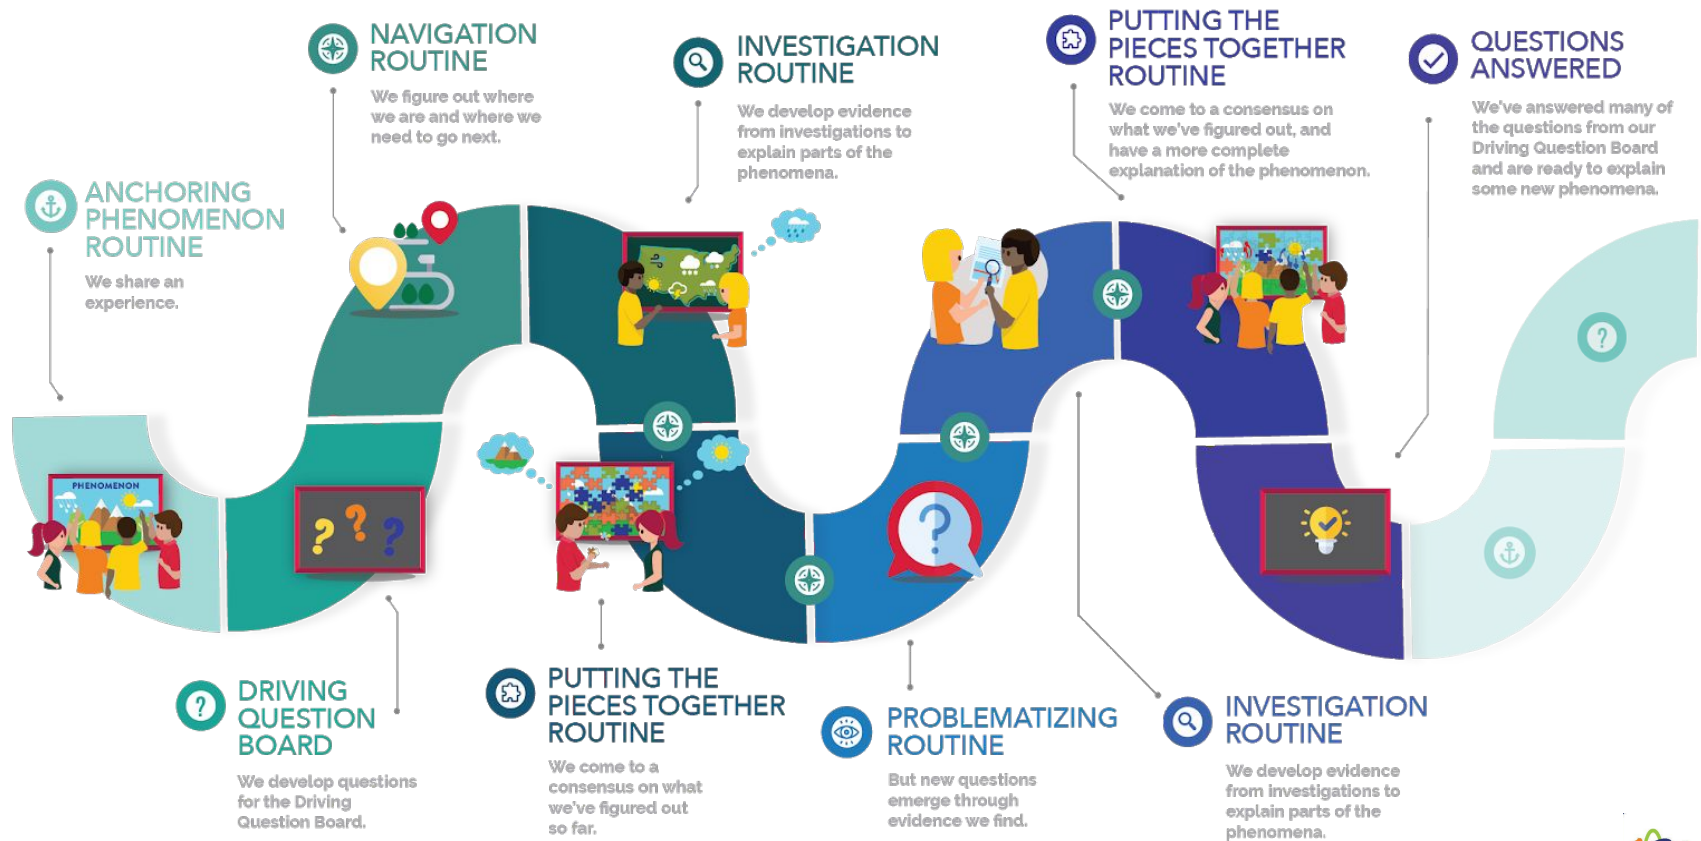 ANCHORING
PHENOMENON
ROUTINE
We share an
experience.
PHENOMENON
DRIVING
QUESTION
BOARD
We develop questions
for the Driving
Question Board.
? ? ?
NAVIGATION
ROUTINE
We figure out where
we are and where we
need to go next.
INVESTIGATION
ROUTINE
We develop evidence
from investigations to
explain parts of the
phenomena.
PUTTING THE
PIECES TOGETHER
ROUTINE
We come to a
consensus on what
we've figured out
so far.
PROBLEMATIZING
ROUTINE
But new questions
emerge through
evidence we find.
?
INVESTIGATION
ROUTINE
We develop evidence
from investigations to
explain parts of the
phenomena.
PUTTING THE
PIECES TOGETHER
ROUTINE
We come to a consensus on
what we've figured out, and
have a more complete
explanation of the phenomenon.
QUESTIONS
ANSWERED
We've answered many of
the questions from our
Driving Question Board
and are ready to explain
some new phenomena.
?